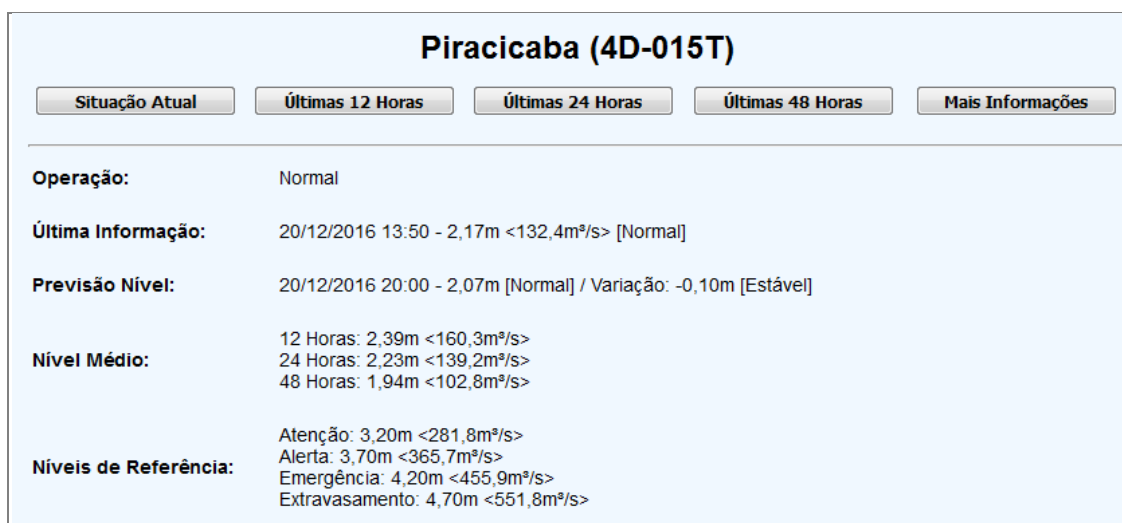 Piracicaba (4D-015T)
Situação Atual Últimas 12 Horas Últimas 24 Horas Últimas 48 Horas Mais Informações
Operação: Normal
Última Informação: 20/12/2016 13:50 - 2,17m <132,4m³/s> [Normal]
Previsão Nível: 20/12/2016 20:00 - 2,07m [Normal] / Variação: -0,10m [Estável]
12 Horas: 2,39m <160,3m³/s>
Nível Médio: 24 Horas: 2,23m <139,2m³/s>
48 Horas: 1,94m <102,8m³/s>
Atenção: 3,20m <281,8m³/s>
Alerta: 3,70m <365,7m³/s>
Níveis de Referência:
Emergência: 4,20m <455,9m³/s>
Extravasamento: 4,70m <551,8m³/s>